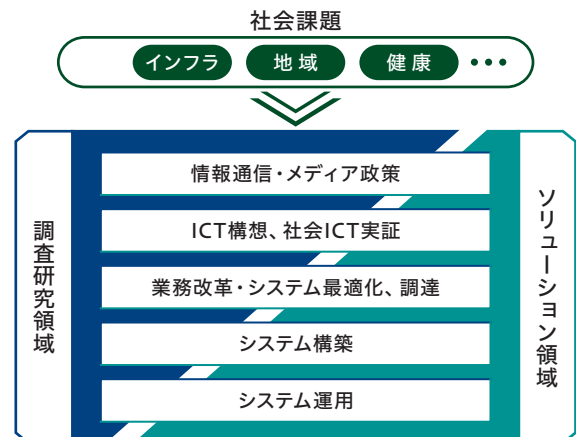 社会課題
インフラ
地域
健康
•••
調査研究領域
情報通信・メディア政策
ICT構想、社会ICT実証
業務改革・システム最適化、調達
システム構築
システム運用
ソリューション領域